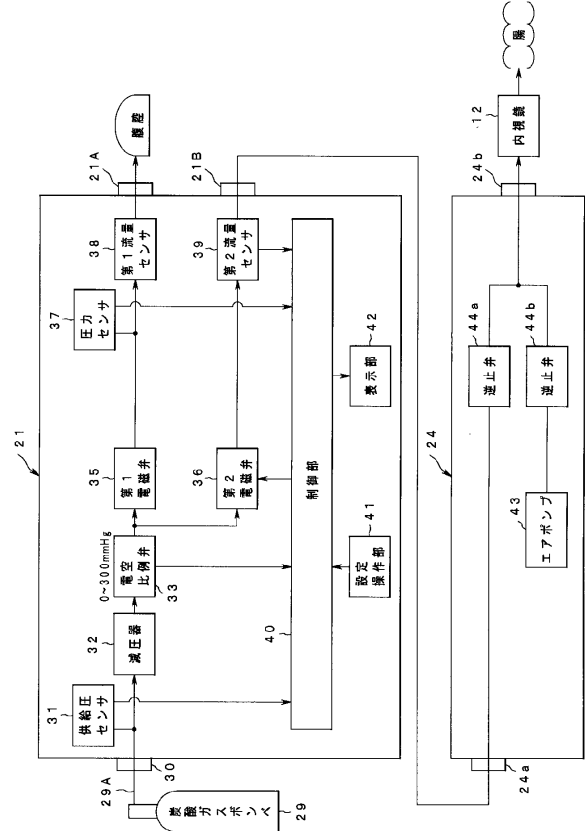 21
31
供給圧
センサ
32
減圧器
0~300mmHg
電空
比例弁
33
35
第1
電磁弁
36
第2
電磁弁
37
圧力
センサ
38
第1流量
センサ
39
第2流量
センサ
21A
腹腔
21B
29A
30
炭酸ガスボンベ
29
40
制御部
41
設定
操作部
42
表示部
24
24a
43
エアポンプ
44a
逆止弁
44b
逆止弁
24b
12
内視鏡
腸